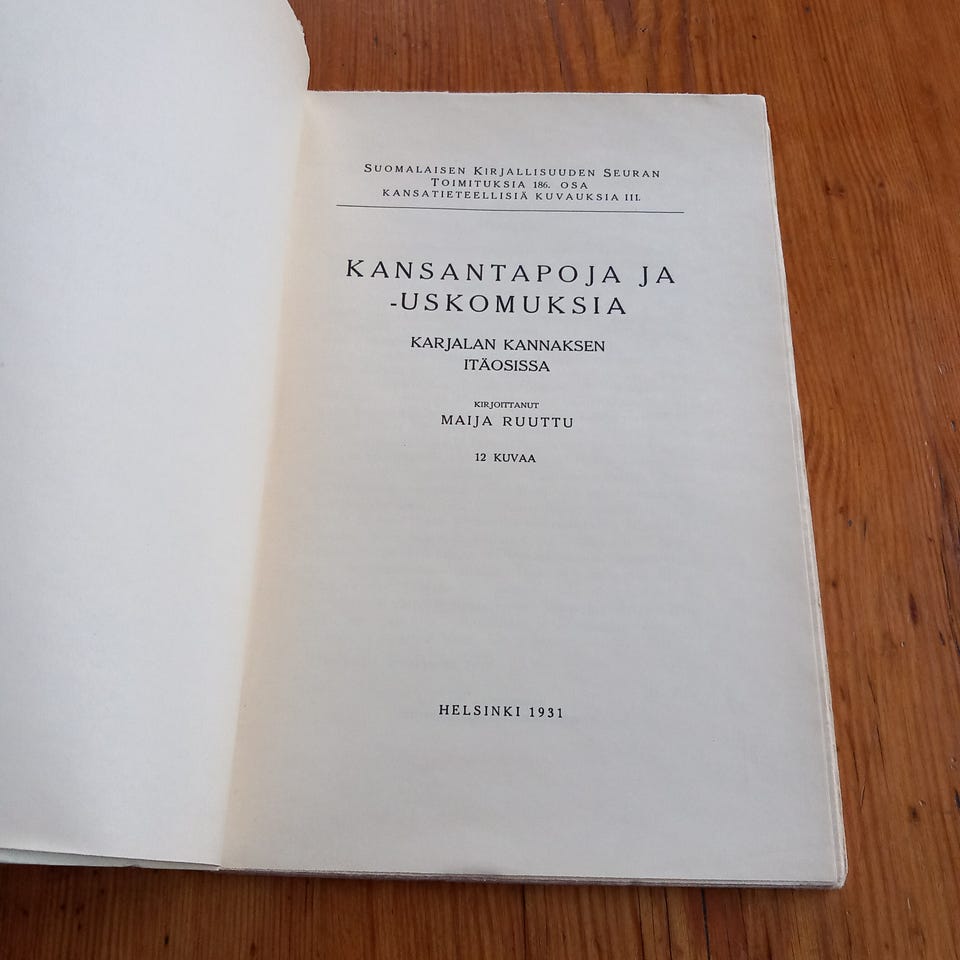 SUOMALAISEN KIRJALLISUUDEN SEURAN
TOIMITUKSIA 186. OSA
KANSATIETEELLISIÄ KUVAUKSIA III.
KANSANTAPOJA JA
-USKOMUKSIA
KARJALAN KANNAKSEN
ITÄOSISSA
KIRJOITTANUT
MAIJA RUUTTU
12 KUVAA
HELSINKI 1931